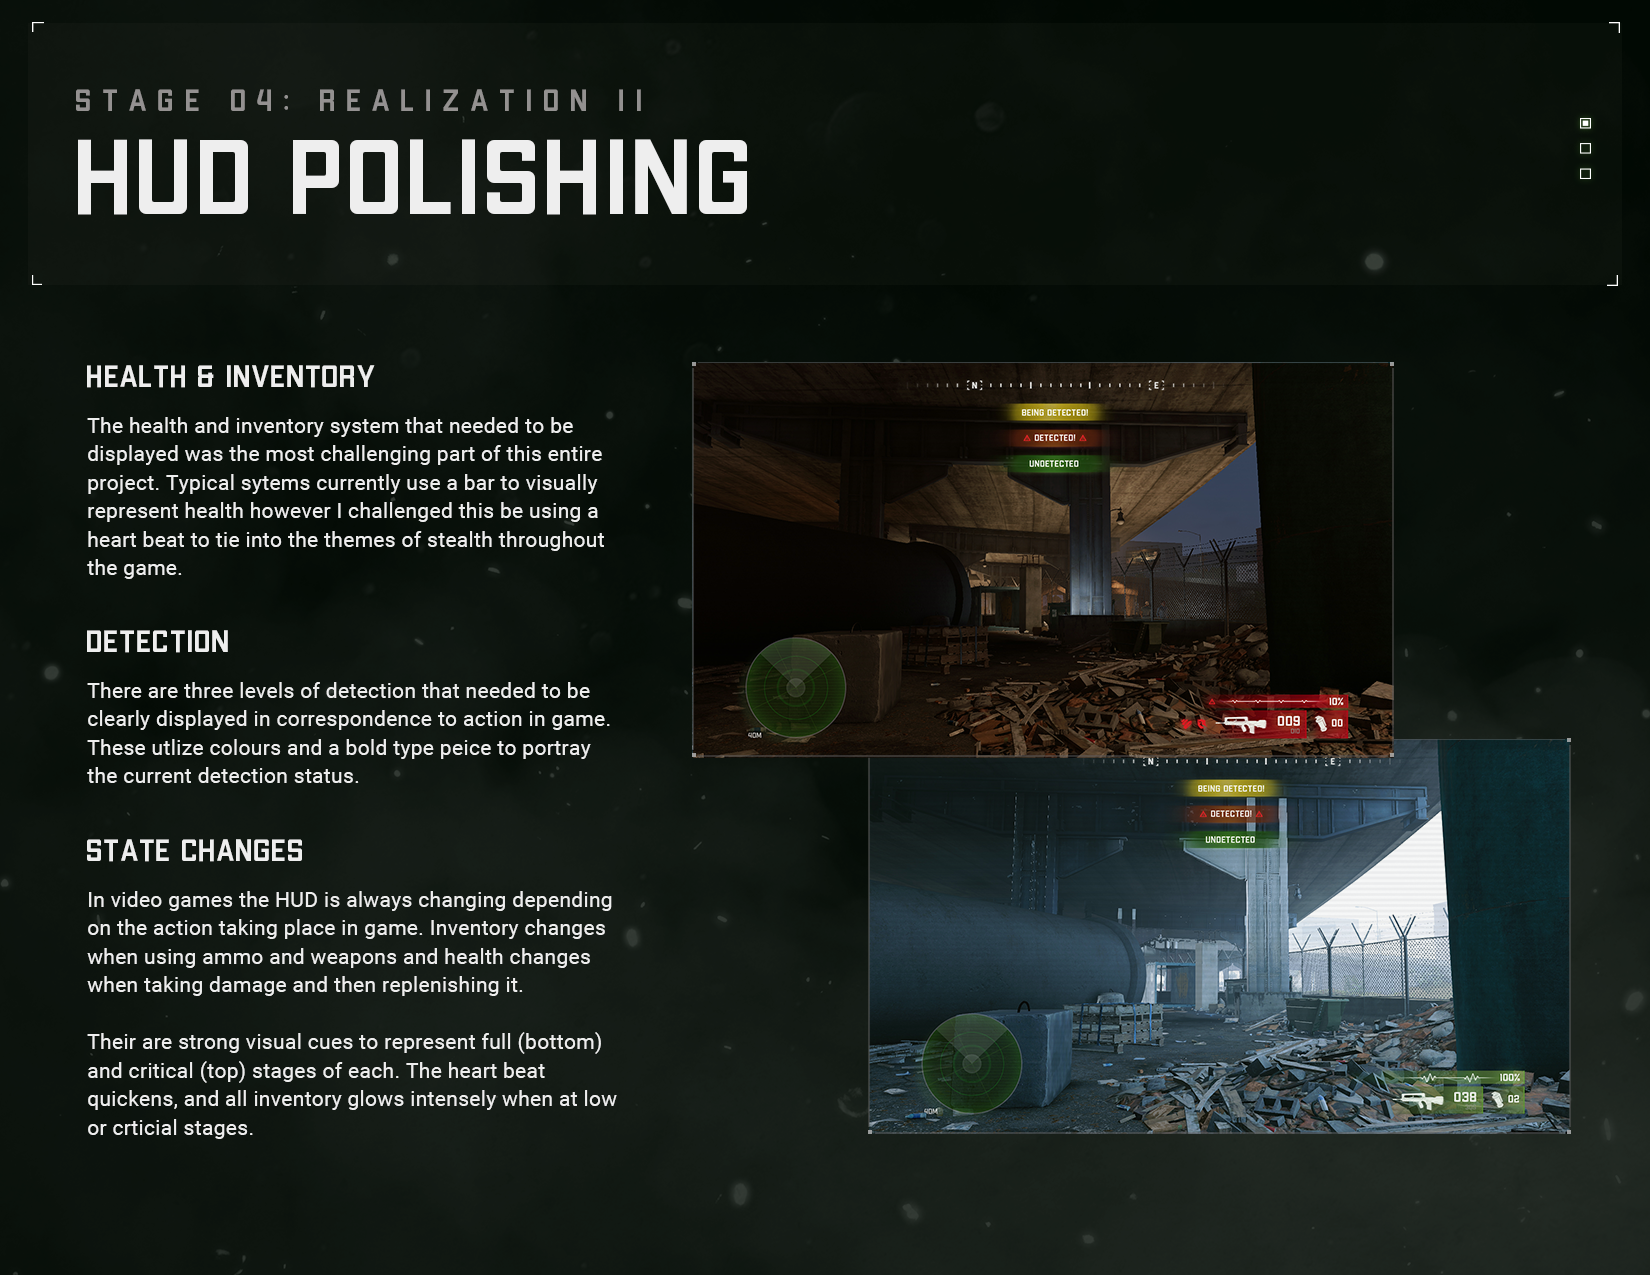 STAGE 04: REALIZATION II
HUD POLISHING
HEALTH & INVENTORY
The health and inventory system that needed to be
displayed was the most challenging part of this entire
project. Typical sytems currently use a bar to visually
represent health however I challenged this be using a
heart beat to tie into the themes of stealth throughout
the game.
DETECTION
There are three levels of detection that needed to be
clearly displayed in correspondence to action in game.
These utlize colours and a bold type peice to portray
the current detection status.
STATE CHANGES
In video games the HUD is always changing depending
on the action taking place in game. Inventory changes
when using ammo and weapons and health changes
when taking damage and then replenishing it.
Their are strong visual cues to represent full (bottom)
and critical (top) stages of each. The heart beat
quickens, and all inventory glows intensely when at low
or crticial stages.
[N] [E]
BEING DETECTED!
DETECTED!
UNDETECTED
10%
009 00
010
40M
[N] [E]
BEING DETECTED!
DETECTED!
UNDETECTED
100%
038 02
40M